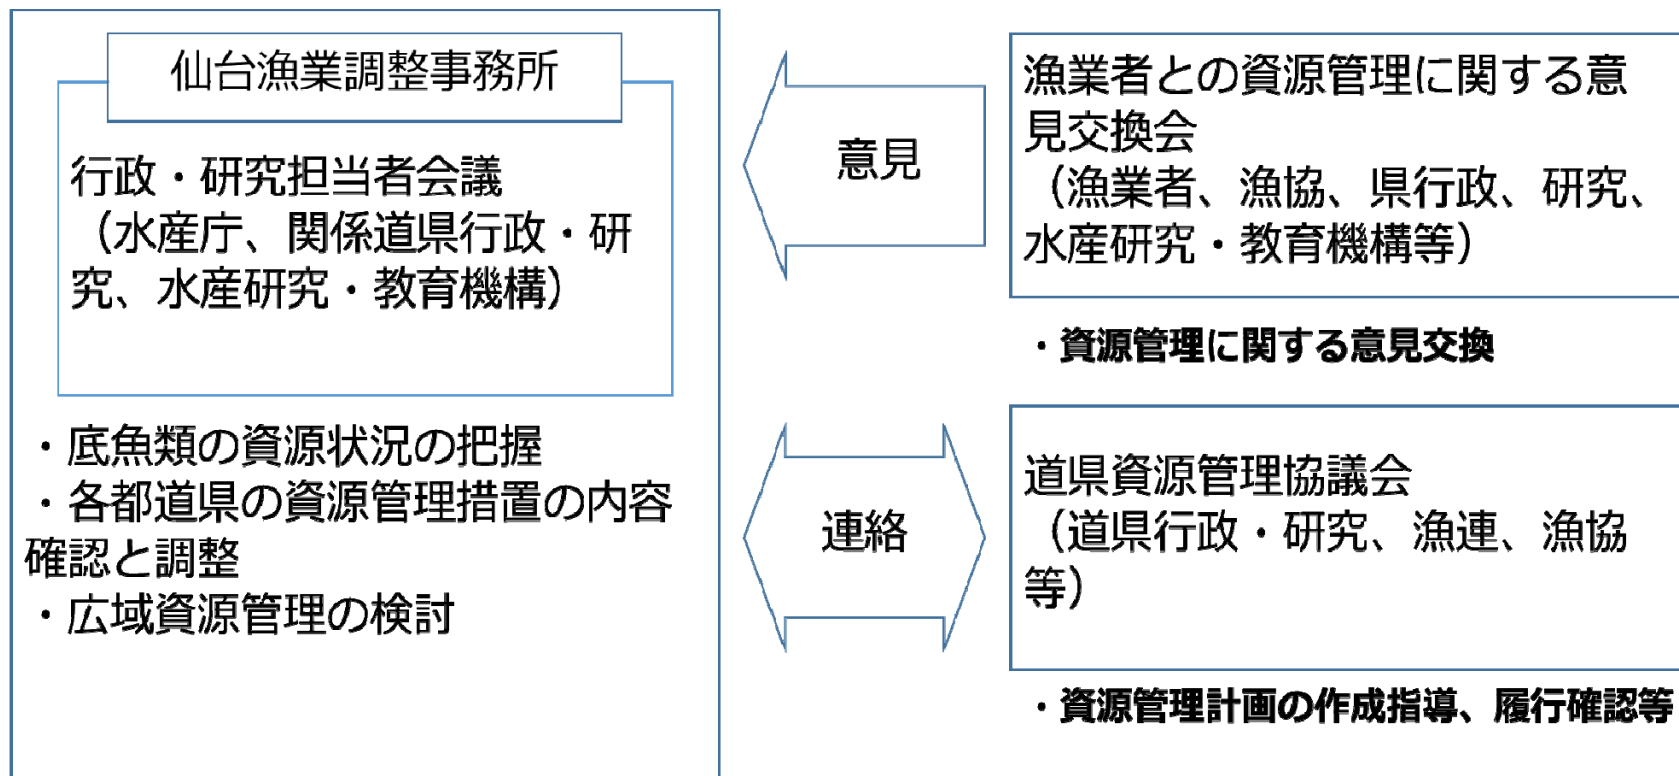 仙台漁業調整事務所
行政・研究担当者会議
（水産庁、関係道県行政・研
究、水産研究・教育機構）
・底魚類の資源状況の把握
・各都道県の資源管理措置の内容
確認と調整
・広域資源管理の検討
意見
連絡
漁業者との資源管理に関する意
見交換会
（漁業者、漁協、県行政、研究、
水産研究・教育機構等）
・資源管理に関する意見交換
道県資源管理協議会
（道県行政・研究、漁連、漁協
等）
・資源管理計画の作成指導、履行確認等